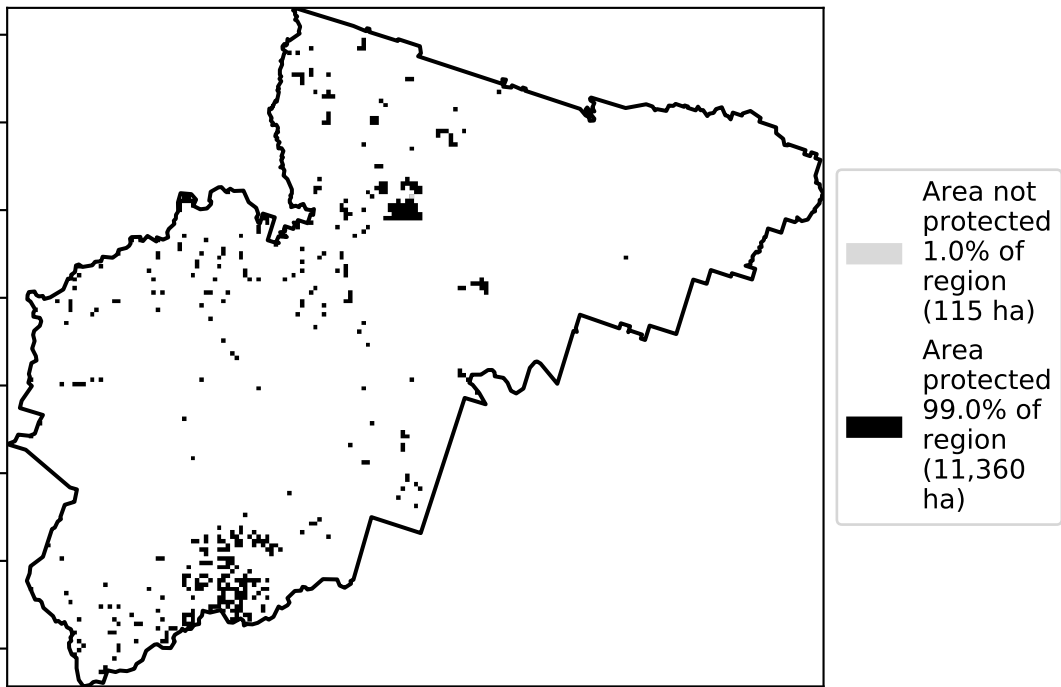 Area not
protected
1.0% of
region
(115 ha)
Area
protected
99.0% of
region
(11,360
ha)